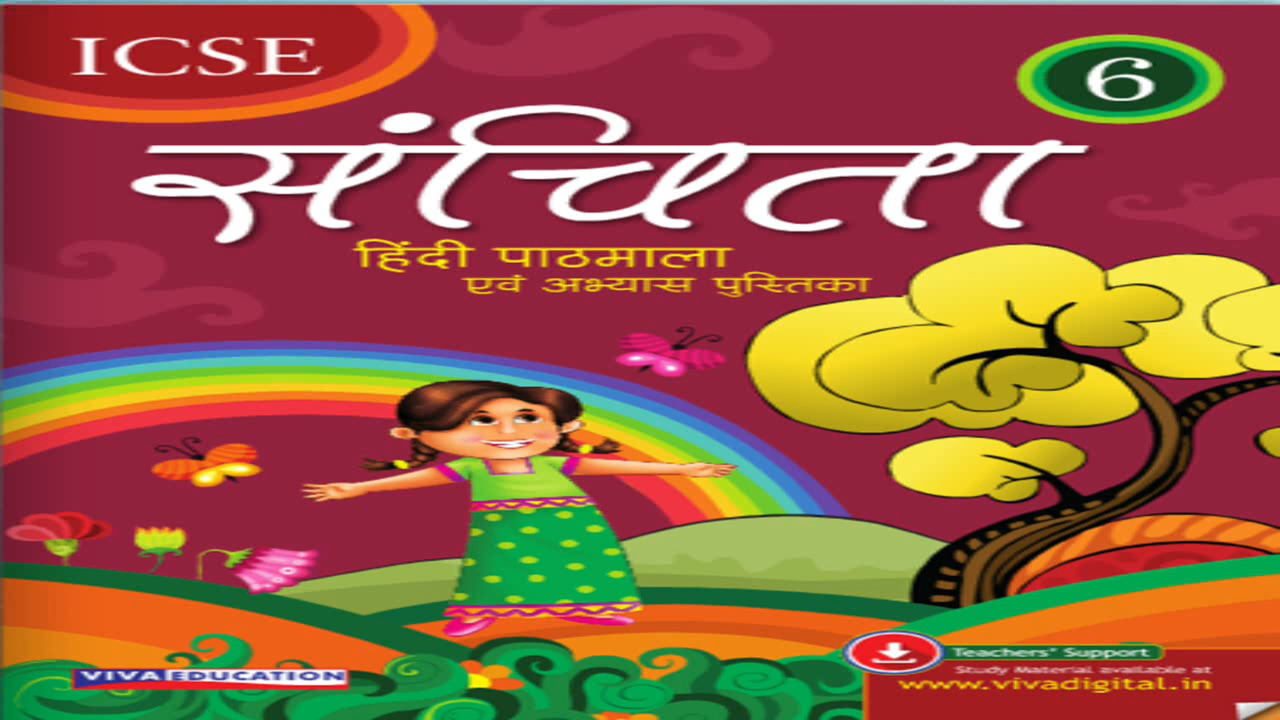 ICSE
6
संचिता
हिंदी पाठमाला
एवं अभ्यास पुस्तिका
VIVA EDUCATION
Teachers' Support
Study Material available at
www.vivadigital.in